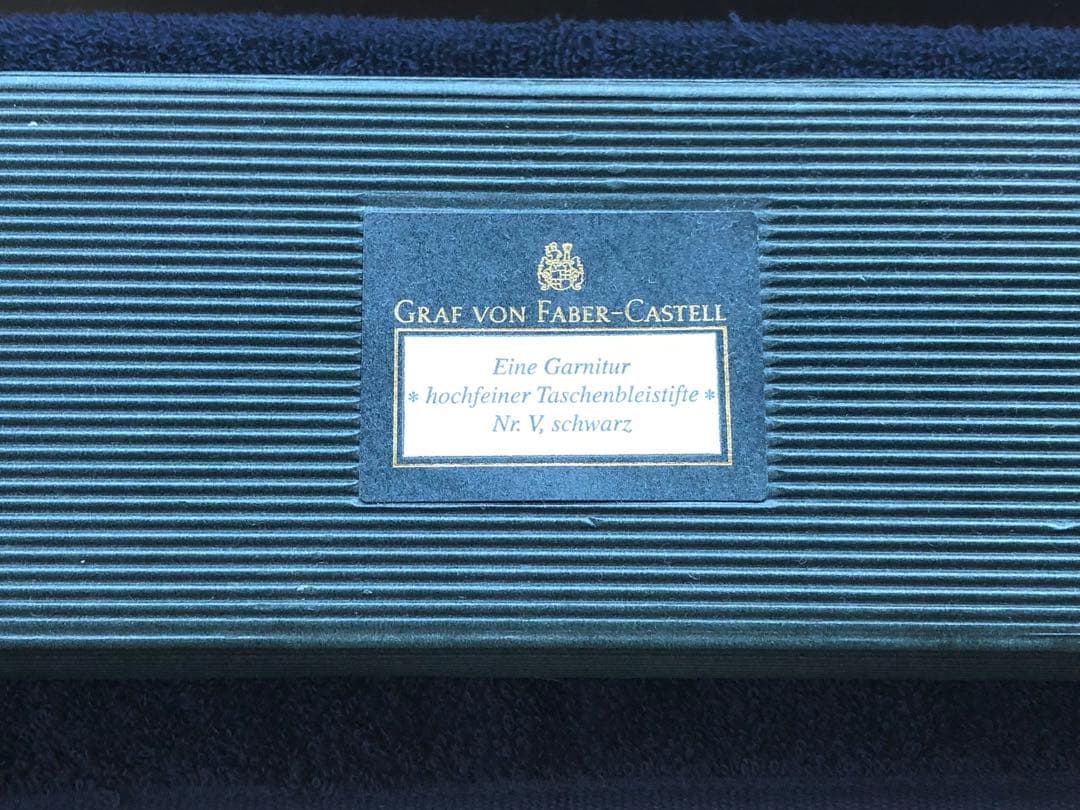 GRAF VON FABER-CASTELL
Eine Garnitur
* hochfeiner Taschenbleistifte *
Nr. V, schwarz